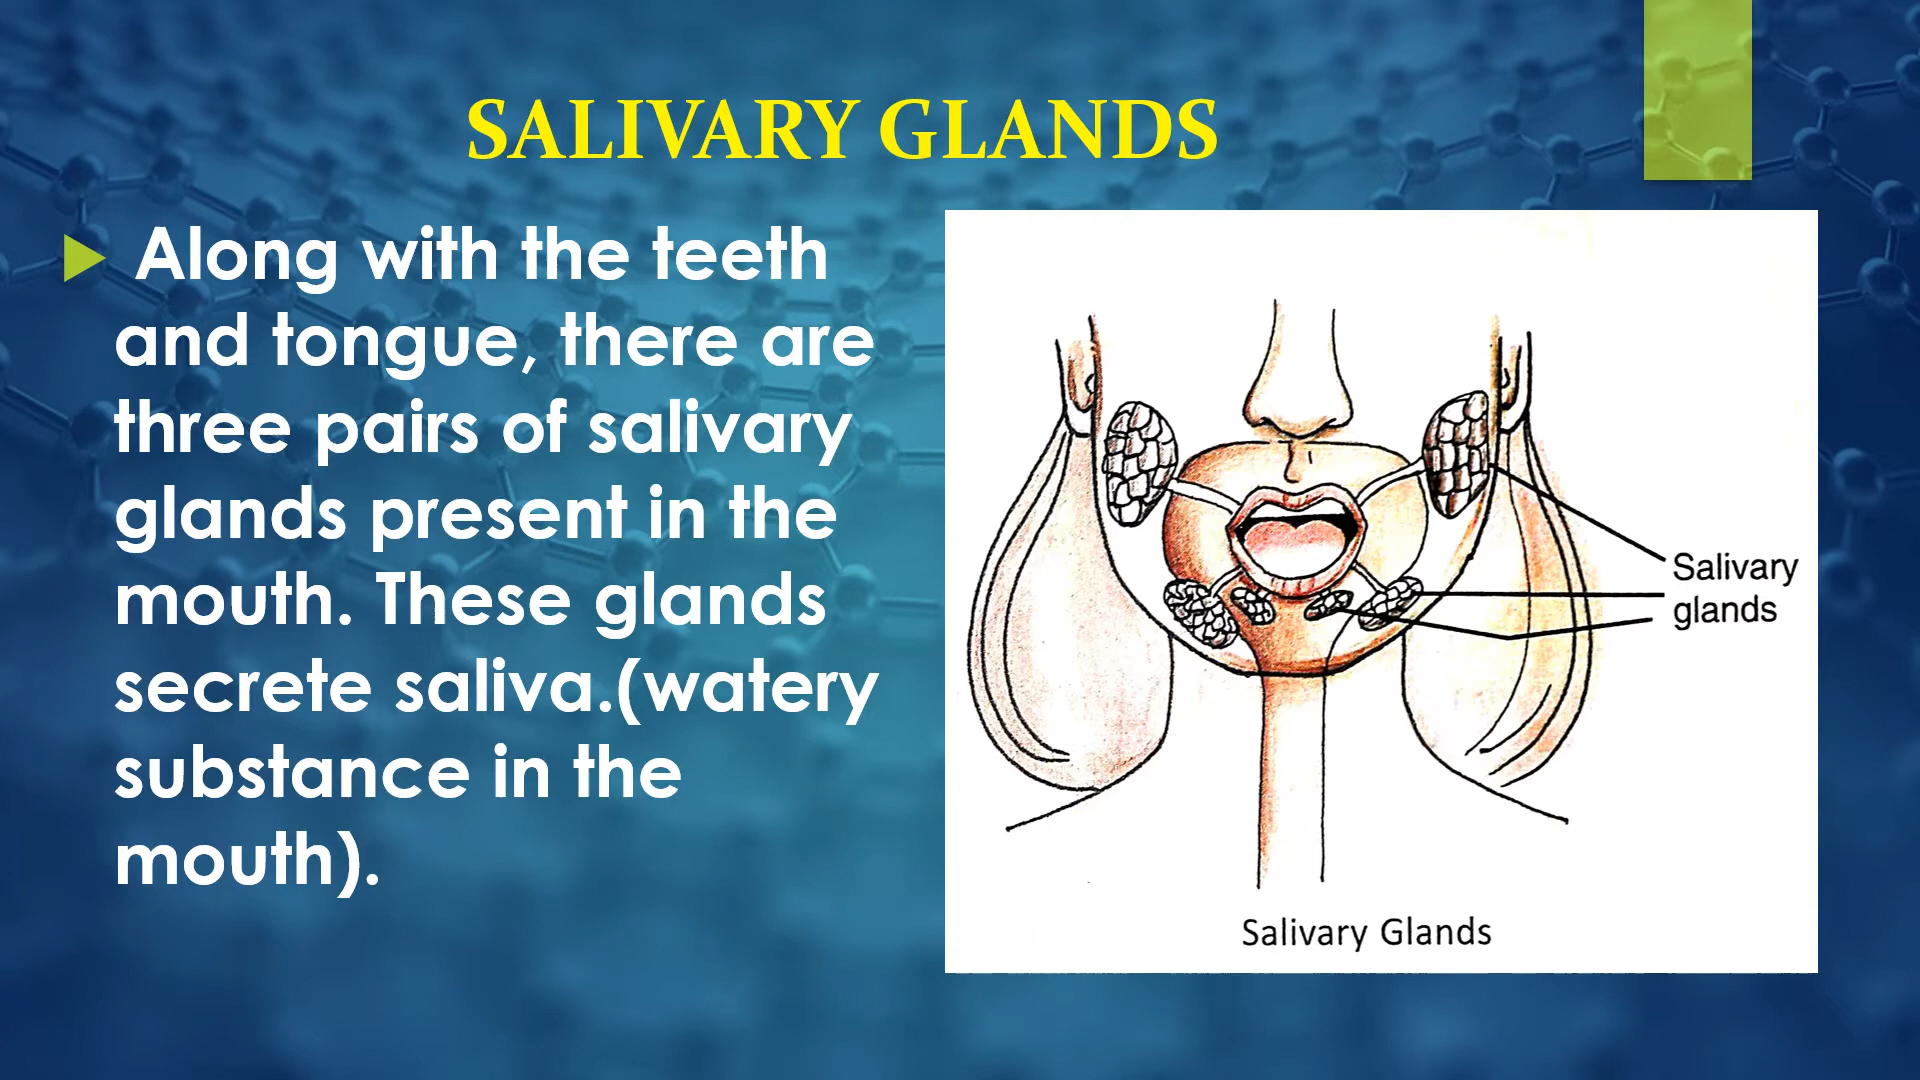 SALIVARY GLANDS
Along with the teeth
and tongue, there are
three pairs of salivary
glands present in the
mouth. These glands
secrete saliva.(watery
substance in the
mouth).
Salivary
glands
Salivary Glands